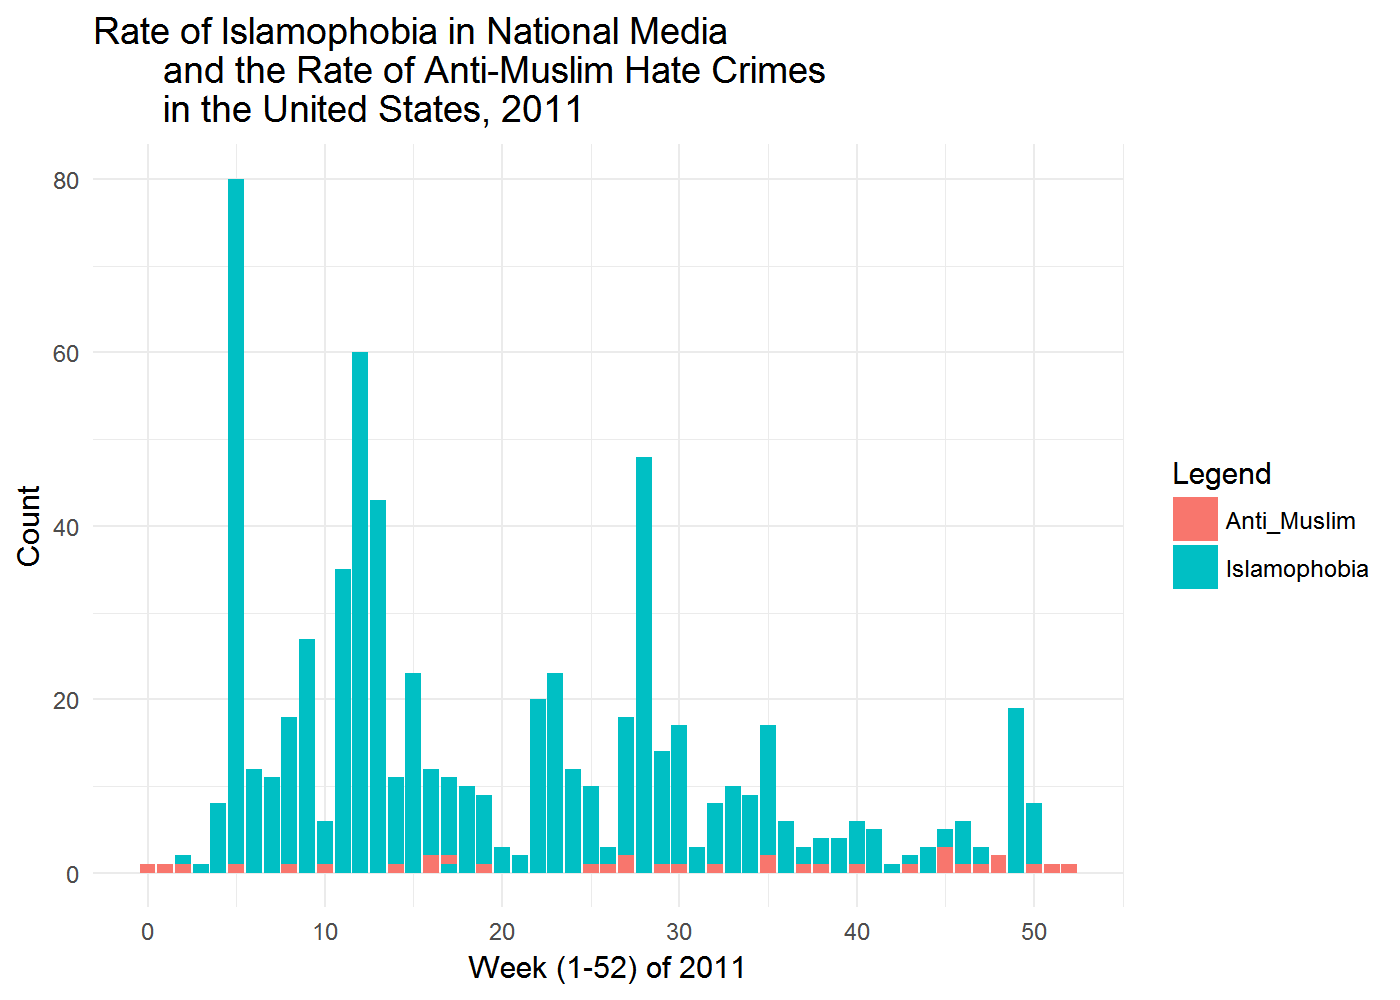 Rate of Islamophobia in National Media
and the Rate of Anti-Muslim Hate Crimes
in the United States, 2011
80
60
40
20
0
Count
0 10 20 30 40 50
Week (1-52) of 2011
Legend
Anti_Muslim
Islamophobia